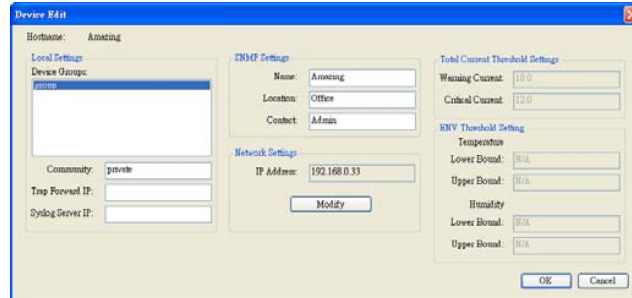 Device Edit
Hostname: Amazing
Local Settings
Device Groups:
group
Community: private
Trap Forward IP:
Syslog Server IP:
SNMP Settings
Name: Amazing
Location: Office
Contact: Admin
Network Settings
IP Address: 192.168.0.33
Modify
Total Current Threshold Settings
Warning Current: 10.0
Critical Current: 12.0
ENV Threshold Setting
Temperature
Lower Bound: N/A
Upper Bound: N/A
Humidity
Lower Bound: N/A
Upper Bound: N/A
OK Cancel